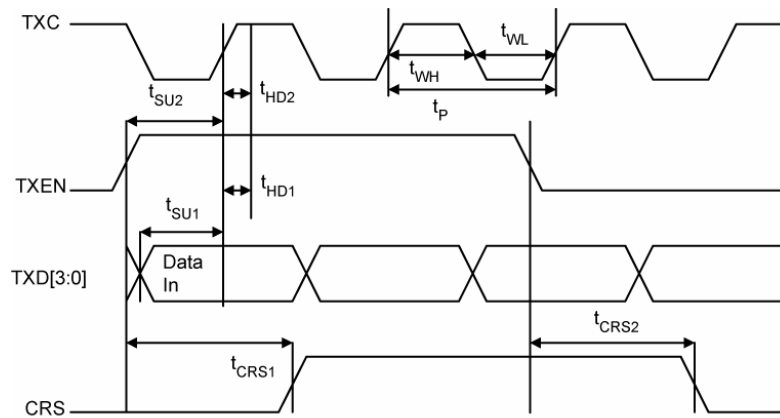 TXC
tWL
tWH
tSU2
tHD2
tP
TXEN
tHD1
tSU1
Data
In
TXD[3:0]
tCRS2
tCRS1
CRS